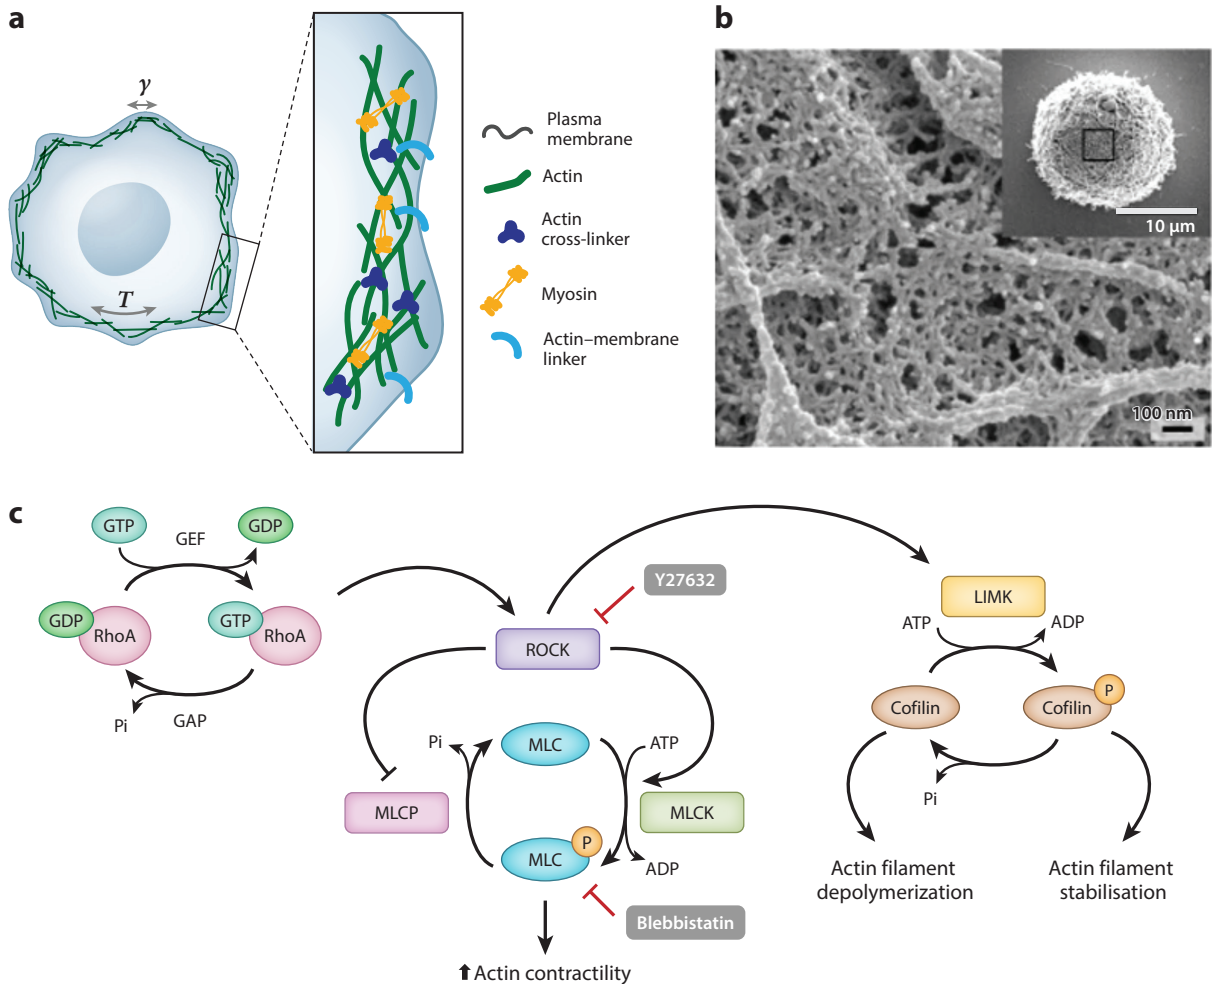 a
γ
T
Plasma
membrane
Actin
Actin
cross-linker
Myosin
Actin–membrane
linker
b
10 µm
100 nm
c
GTP
GEF
GDP
GDP
RhoA
GTP
RhoA
Pi
GAP
Y27632
ROCK
LIMK
ATP
ADP
Cofilin
Cofilin
P
Pi
Pi
MLC
ATP
MLCP
MLCK
MLC
P
ADP
Blebbistatin
⬆Actin contractility
Actin filament
depolymerization
Actin filament
stabilisation